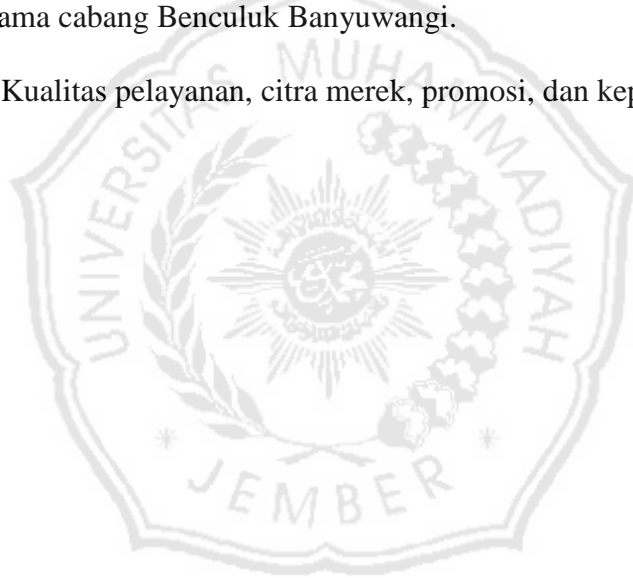 ama cabang Benculuk Banyuwangi.
Kualitas pelayanan, citra merek, promosi, dan kep
UNIVERSITAS MUHAMMADIYAH
JEMBER